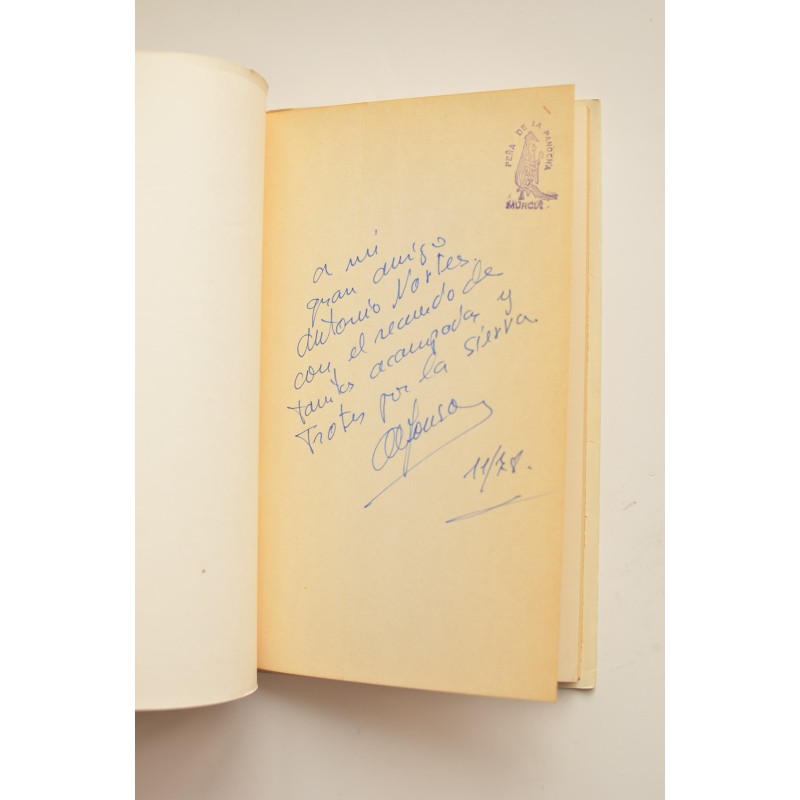 PEÑA DE LA PANOCHA
MURCIA
a mi
gran amigo
Antonio Nortes.
con el recuerdo de
tantas acampadas y
Trotes por la sierra
Alfonso
11/78.